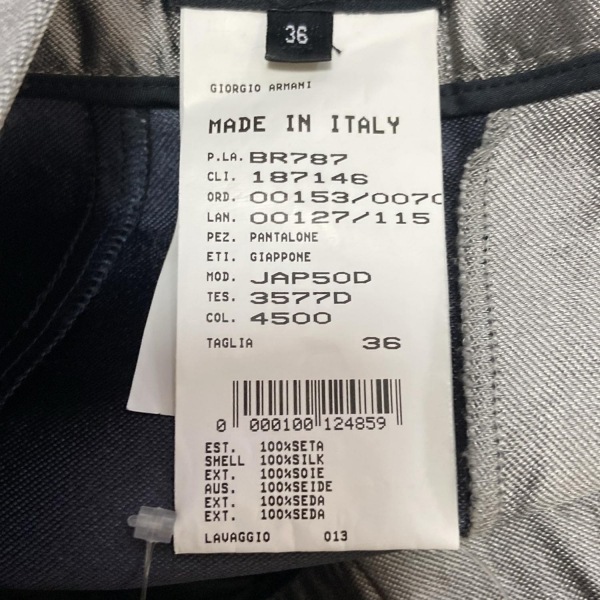 36
GIORGIO ARMANI
MADE IN ITALY
P.LA. BR787
CLI. 187146
ORD. 00153/0070
LAN. 00127/115
PEZ. PANTALONE
ETI. GIAPPONE
MOD. JAP50D
TES. 3577D
COL. 4500
TAGLIA 36
0 000100 124859
EST. 100%SETA
SHELL 100%SILK
EXT. 100%SOIE
AUS. 100%SEIDE
EXT. 100%SEDA
EXT. 100%SEDA
LAVAGGIO 013